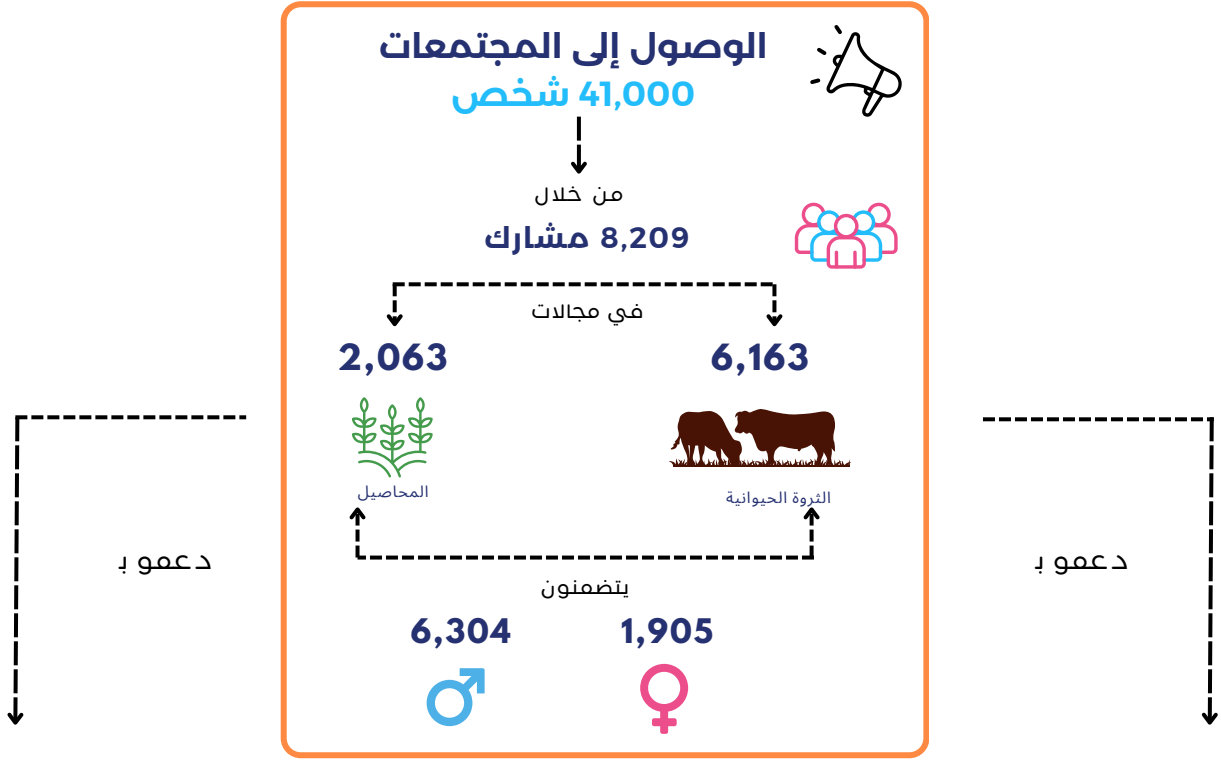 الوصول إلى المجتمعات
41,000 شخص
من خلال
8,209 مشارك
في مجالات
6,163
2,063
الثروة الحيوانية
المحاصيل
دعمو بـ
دعمو بـ
يتضمنون
1,905
6,304